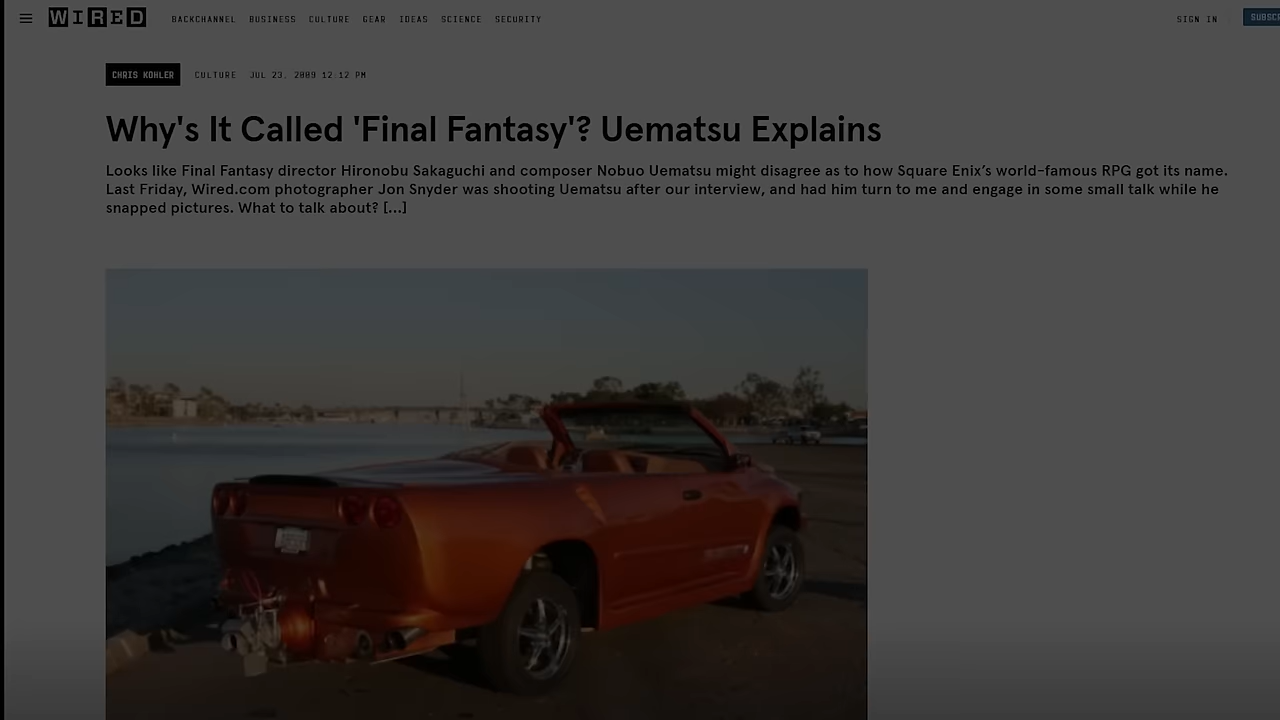 WIRED
BACKCHANNEL BUSINESS CULTURE GEAR IDEAS SCIENCE SECURITY
SIGN IN
CHRIS KOHLER CULTURE JUL 23, 2009 12:12 PM
Why's It Called 'Final Fantasy'? Uematsu Explains
Looks like Final Fantasy director Hironobu Sakaguchi and composer Nobuo Uematsu might disagree as to how Square Enix’s world-famous RPG got its name.
Last Friday, Wired.com photographer Jon Snyder was shooting Uematsu after our interview, and had him turn to me and engage in some small talk while he
snapped pictures. What to talk about? [...]